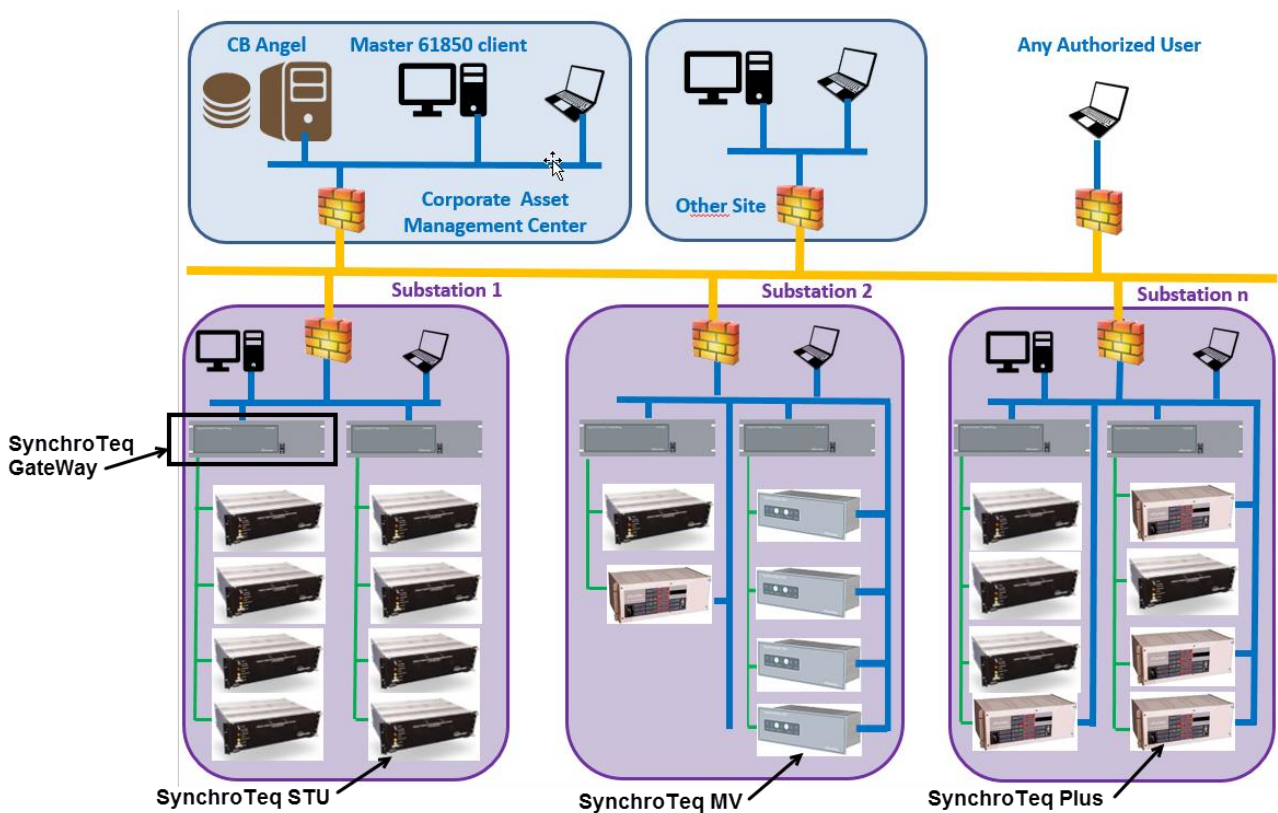 CB Angel
Master 61850 client
Any Authorized User
Corporate Asset
Management Center
Other Site
Substation 1
Substation 2
Substation n
SynchroTeq
GateWay
SynchroTeq STU
SynchroTeq MV
SynchroTeq Plus